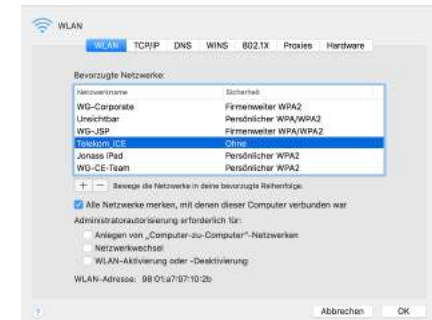 WLAN
WLAN TCP/IP DNS WINS 802.1X Proxies Hardware
Bevorzugte Netzwerke:
Netzwerkname Sicherheit
WG-Corporate Firmenweiter WPA2
Unsichtbar Persönlicher WPA/WPA2
WG-JSP Firmenweiter WPA/WPA2
Telekom_ICE Ohne
Jonass iPad Persönlicher WPA2
WG-CE-Team Persönlicher WPA2
+ − Bewege die Netzwerke in deine bevorzugte Reihenfolge.
Alle Netzwerke merken, mit denen dieser Computer verbunden war
Administratorautorisierung erforderlich für:
Anlegen von „Computer-zu-Computer“-Netzwerken
Netzwerkwechsel
WLAN-Aktivierung oder -Deaktivierung
WLAN-Adresse: 98:01:a7:97:10:2b
? Abbrechen OK